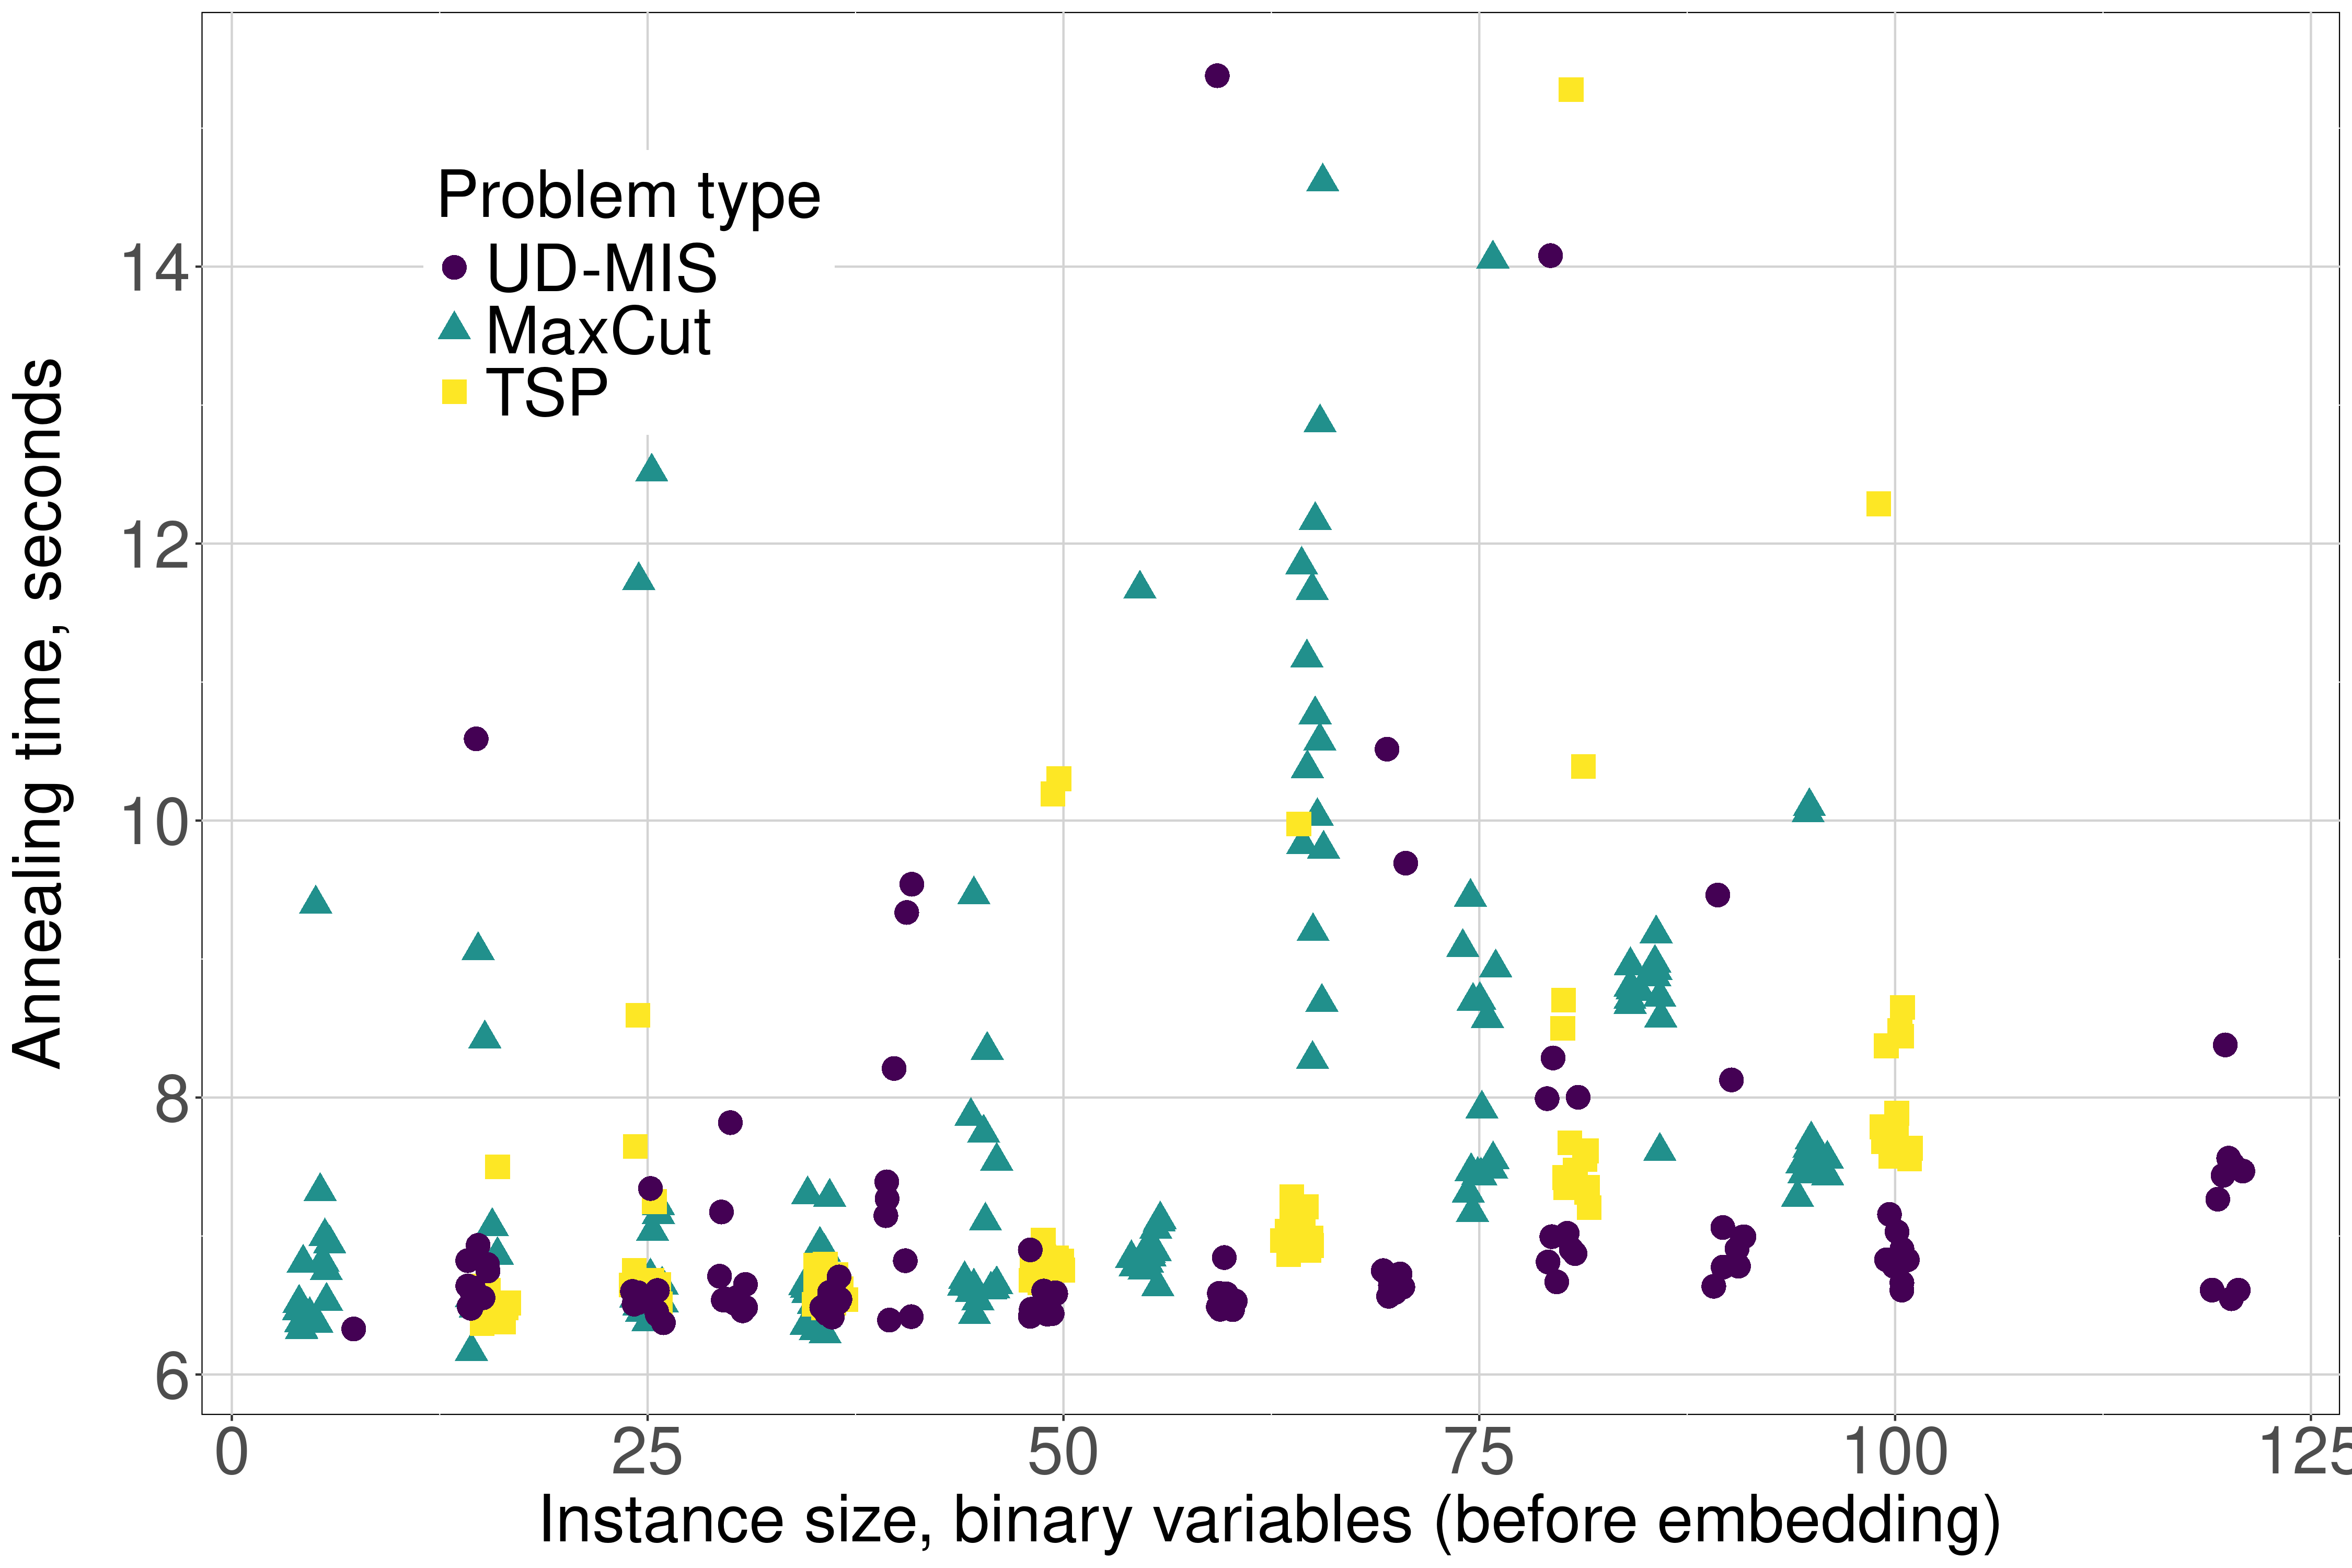 Problem type
UD-MIS
MaxCut
TSP
Annealing time, seconds
14
12
10
8
6
0 25 50 75 100 125
Instance size, binary variables (before embedding)